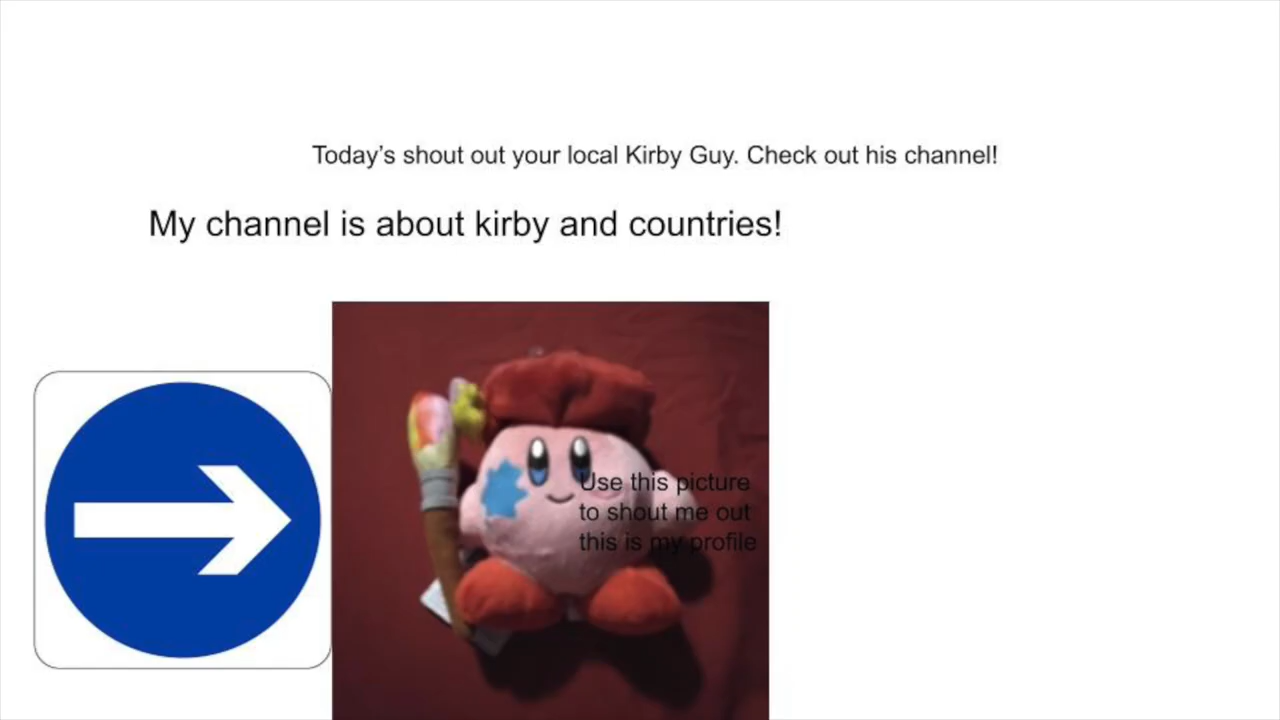 Today's shout out your local Kirby Guy. Check out his channel!
My channel is about kirby and countries!
Use this picture
to shout me out
this is my profile